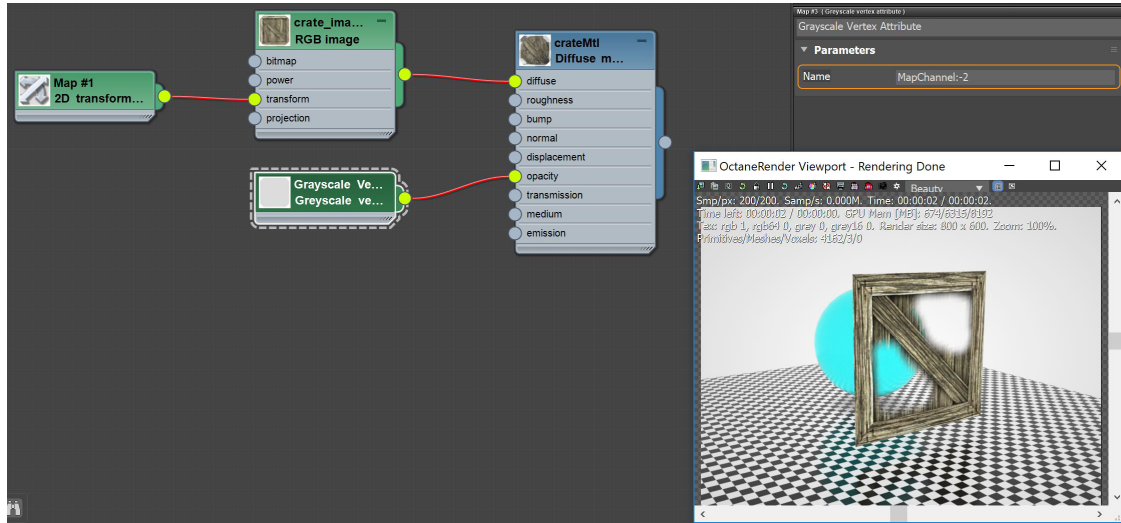 Map #1
2D transform...
crate_ima...
RGB image
bitmap
power
transform
projection
Grayscale Ve...
Greyscale ve...
crateMtl
Diffuse m...
diffuse
roughness
bump
normal
displacement
opacity
transmission
medium
emission
Map #3 ( Greyscale vertex attribute )
Grayscale Vertex Attribute
Parameters
Name MapChannel:-2
OctaneRender Viewport - Rendering Done
Beauty
Smp/px: 200/200. Samp/s: 0.000M. Time: 00:00:02 / 00:00:02.
Time left: 00:00:02 / 00:00:00. GPU Mem [MB]: 674/6315/8192
Tex: rgb 1, rgb64 0, grey 0, grey16 0. Render size: 800 x 600. Zoom: 100%.
Primitives/Meshes/Voxels: 4162/3/0